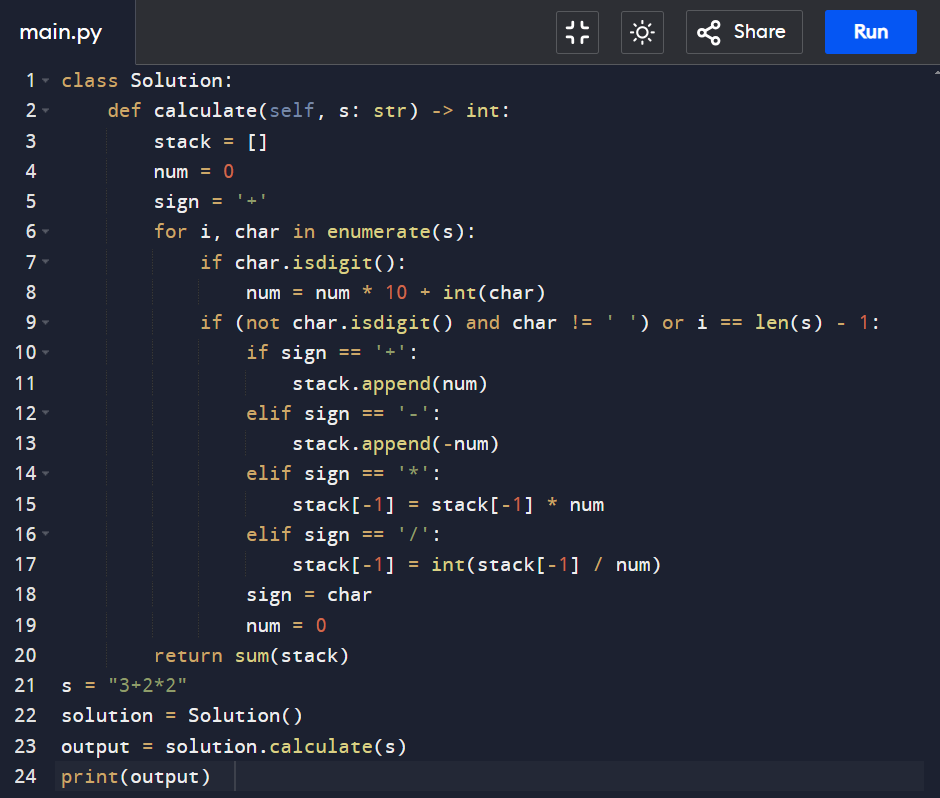 main.py
Share
Run
1 class Solution:
2     def calculate(self, s: str) -> int:
3         stack = []
4         num = 0
5         sign = '+'
6         for i, char in enumerate(s):
7             if char.isdigit():
8                 num = num * 10 + int(char)
9             if (not char.isdigit() and char != ' ') or i == len(s) - 1:
10                 if sign == '+':
11                     stack.append(num)
12                 elif sign == '-':
13                     stack.append(-num)
14                 elif sign == '*':
15                     stack[-1] = stack[-1] * num
16                 elif sign == '/':
17                     stack[-1] = int(stack[-1] / num)
18                 sign = char
19                 num = 0
20         return sum(stack)
21 s = "3+2*2"
22 solution = Solution()
23 output = solution.calculate(s)
24 print(output)